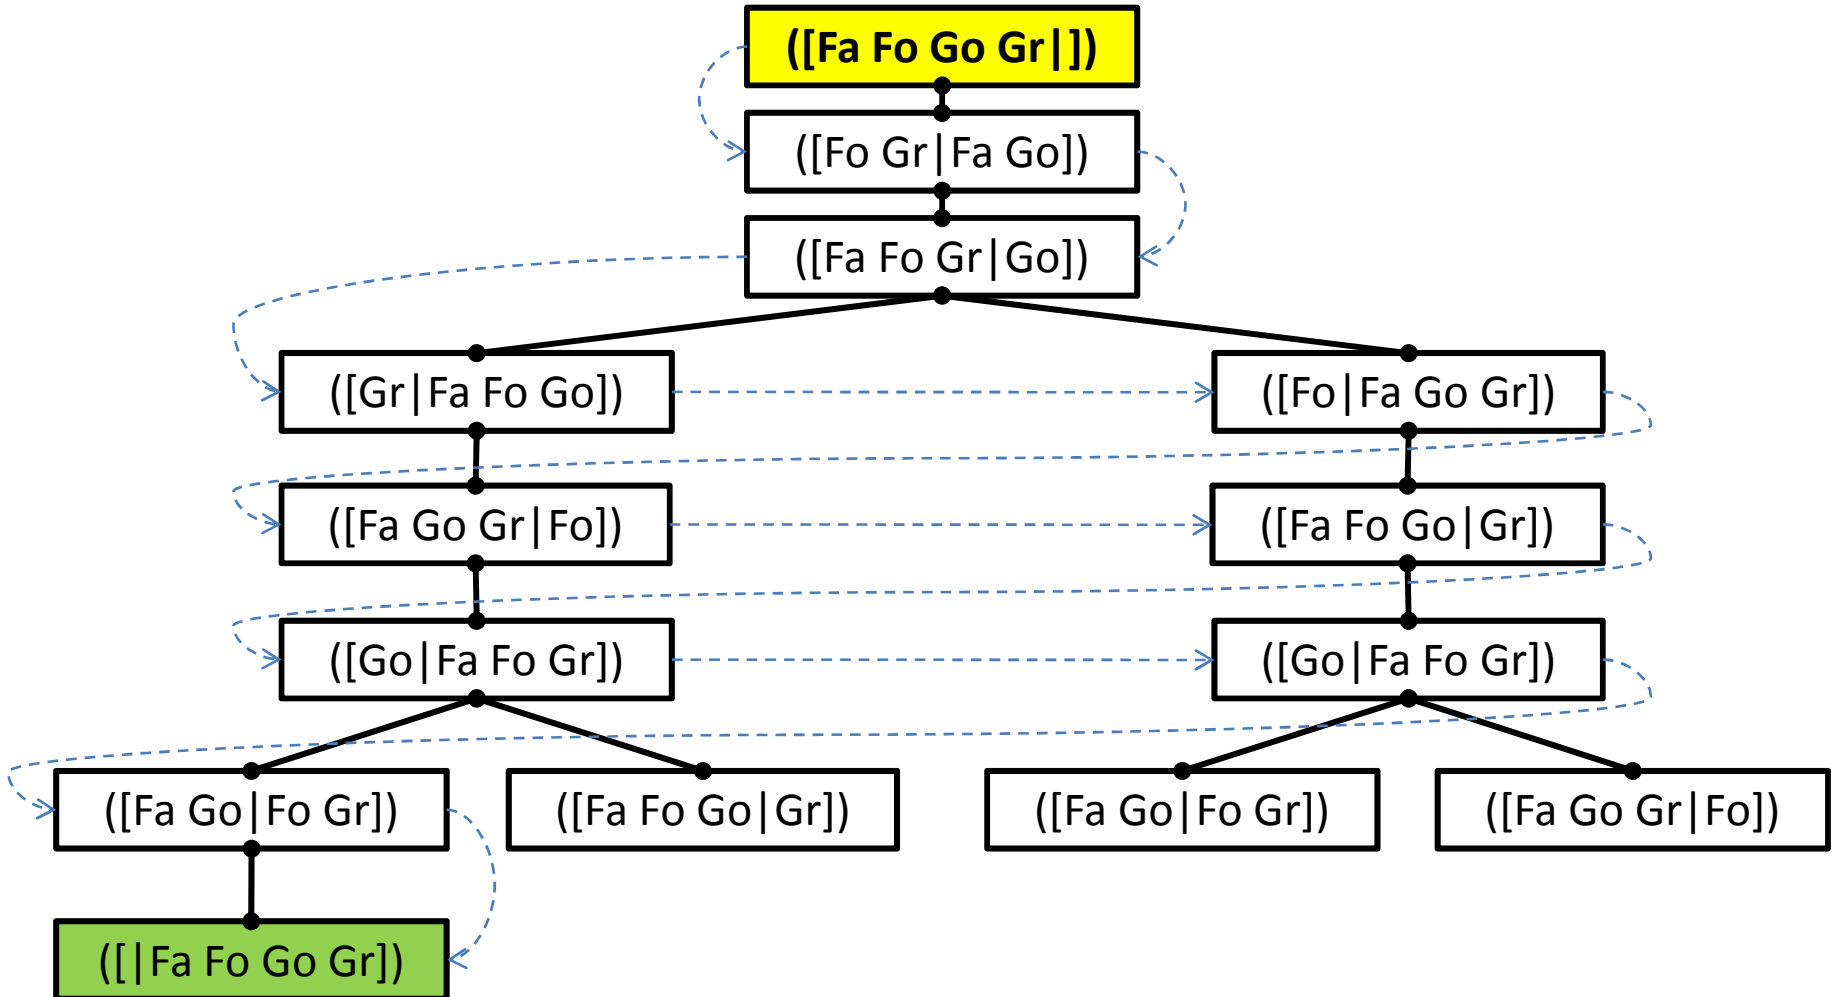 ([Fa Fo Go Gr|])
([Fo Gr|Fa Go])
([Fa Fo Gr|Go])
([Gr|Fa Fo Go])
([Fo|Fa Go Gr])
([Fa Go Gr|Fo])
([Fa Fo Go|Gr])
([Go|Fa Fo Gr])
([Go|Fa Fo Gr])
([Fa Go|Fo Gr])
([Fa Fo Go|Gr])
([Fa Go|Fo Gr])
([Fa Go Gr|Fo])
([|Fa Fo Go Gr])